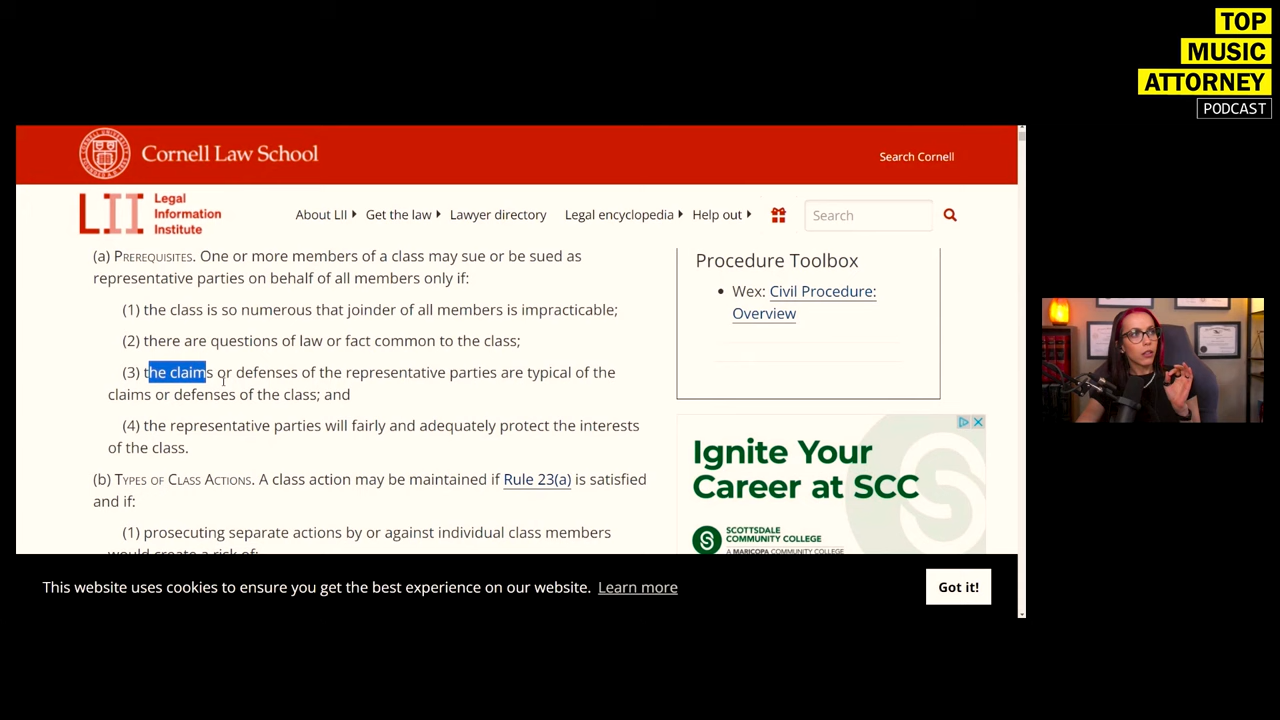 TOP
MUSIC
ATTORNEY
PODCAST
Cornell Law School
Search Cornell
LII
Legal
Information
Institute
About LII
Get the law
Lawyer directory
Legal encyclopedia
Help out
Search
(a) PREREQUISITES. One or more members of a class may sue or be sued as
representative parties on behalf of all members only if:
(1) the class is so numerous that joinder of all members is impracticable;
(2) there are questions of law or fact common to the class;
(3) the claims or defenses of the representative parties are typical of the
claims or defenses of the class; and
(4) the representative parties will fairly and adequately protect the interests
of the class.
(b) TYPES OF CLASS ACTIONS. A class action may be maintained if Rule 23(a) is satisfied
and if:
(1) prosecuting separate actions by or against individual class members
would create a risk of:
Procedure Toolbox
• Wex: Civil Procedure:
Overview
Ignite Your
Career at SCC
S
SCOTTSDALE
COMMUNITY COLLEGE
A MARICOPA COMMUNITY COLLEGE
This website uses cookies to ensure you get the best experience on our website. Learn more
Got it!